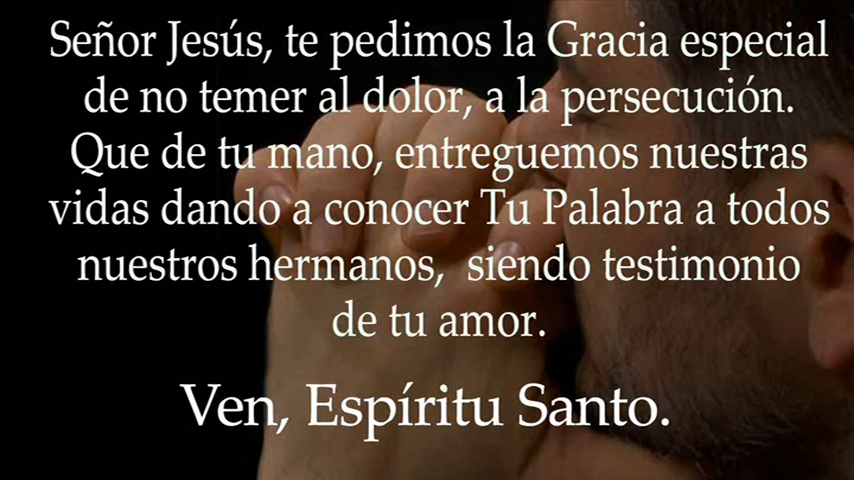 Señor Jesús, te pedimos la Gracia especial
de no temer al dolor, a la persecución.
Que de tu mano, entreguemos nuestras
vidas dando a conocer Tu Palabra a todos
nuestros hermanos, siendo testimonio
de tu amor.
Ven, Espíritu Santo.